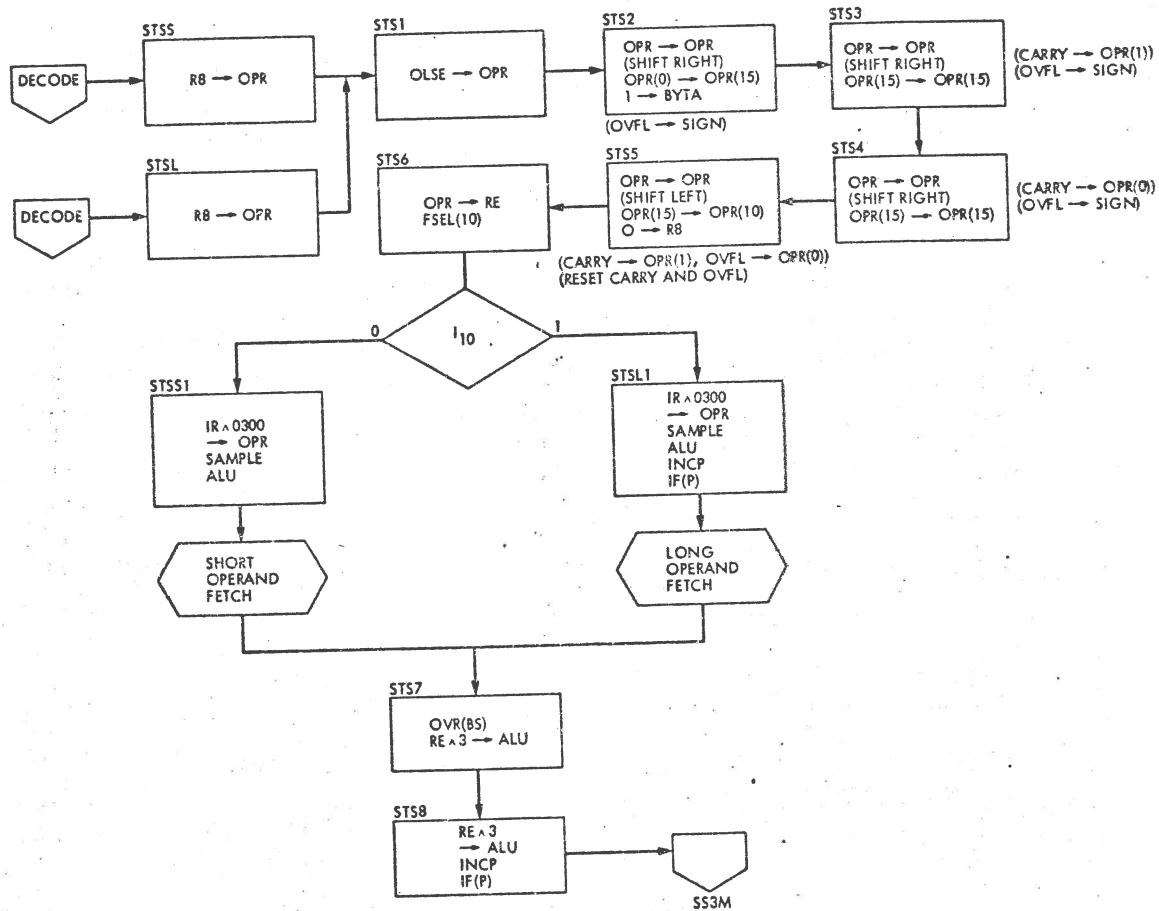 STSS
DECODE
R8 → OPR
STS1
OLSE → OPR
STS2
OPR → OPR
(SHIFT RIGHT)
OPR(0) → OPR(15)
1 → BYTA
(OVFL → SIGN)
STS3
OPR → OPR
(SHIFT RIGHT)
OPR(15) → OPR(15)
(CARRY → OPR(1))
(OVFL → SIGN)
STSL
DECODE
R8 → OPR
STS6
OPR → RE
FSEL(10)
STS5
OPR → OPR
(SHIFT LEFT)
OPR(15) → OPR(10)
O → R8
(CARRY → OPR(1), OVFL → OPR(0))
(RESET CARRY AND OVFL)
STS4
OPR → OPR
(SHIFT RIGHT)
OPR(15) → OPR(15)
(CARRY → OPR(0))
(OVFL → SIGN)
0
I10
1
STSS1
IR ∧ 0300
→ OPR
SAMPLE
ALU
STSL1
IR ∧ 0300
→ OPR
SAMPLE
ALU
INCP
IF(P)
SHORT
OPERAND
FETCH
LONG
OPERAND
FETCH
STS7
OVR(BS)
RE ∧ 3 → ALU
STS8
RE ∧ 3
→ ALU
INCP
IF(P)
SS3M